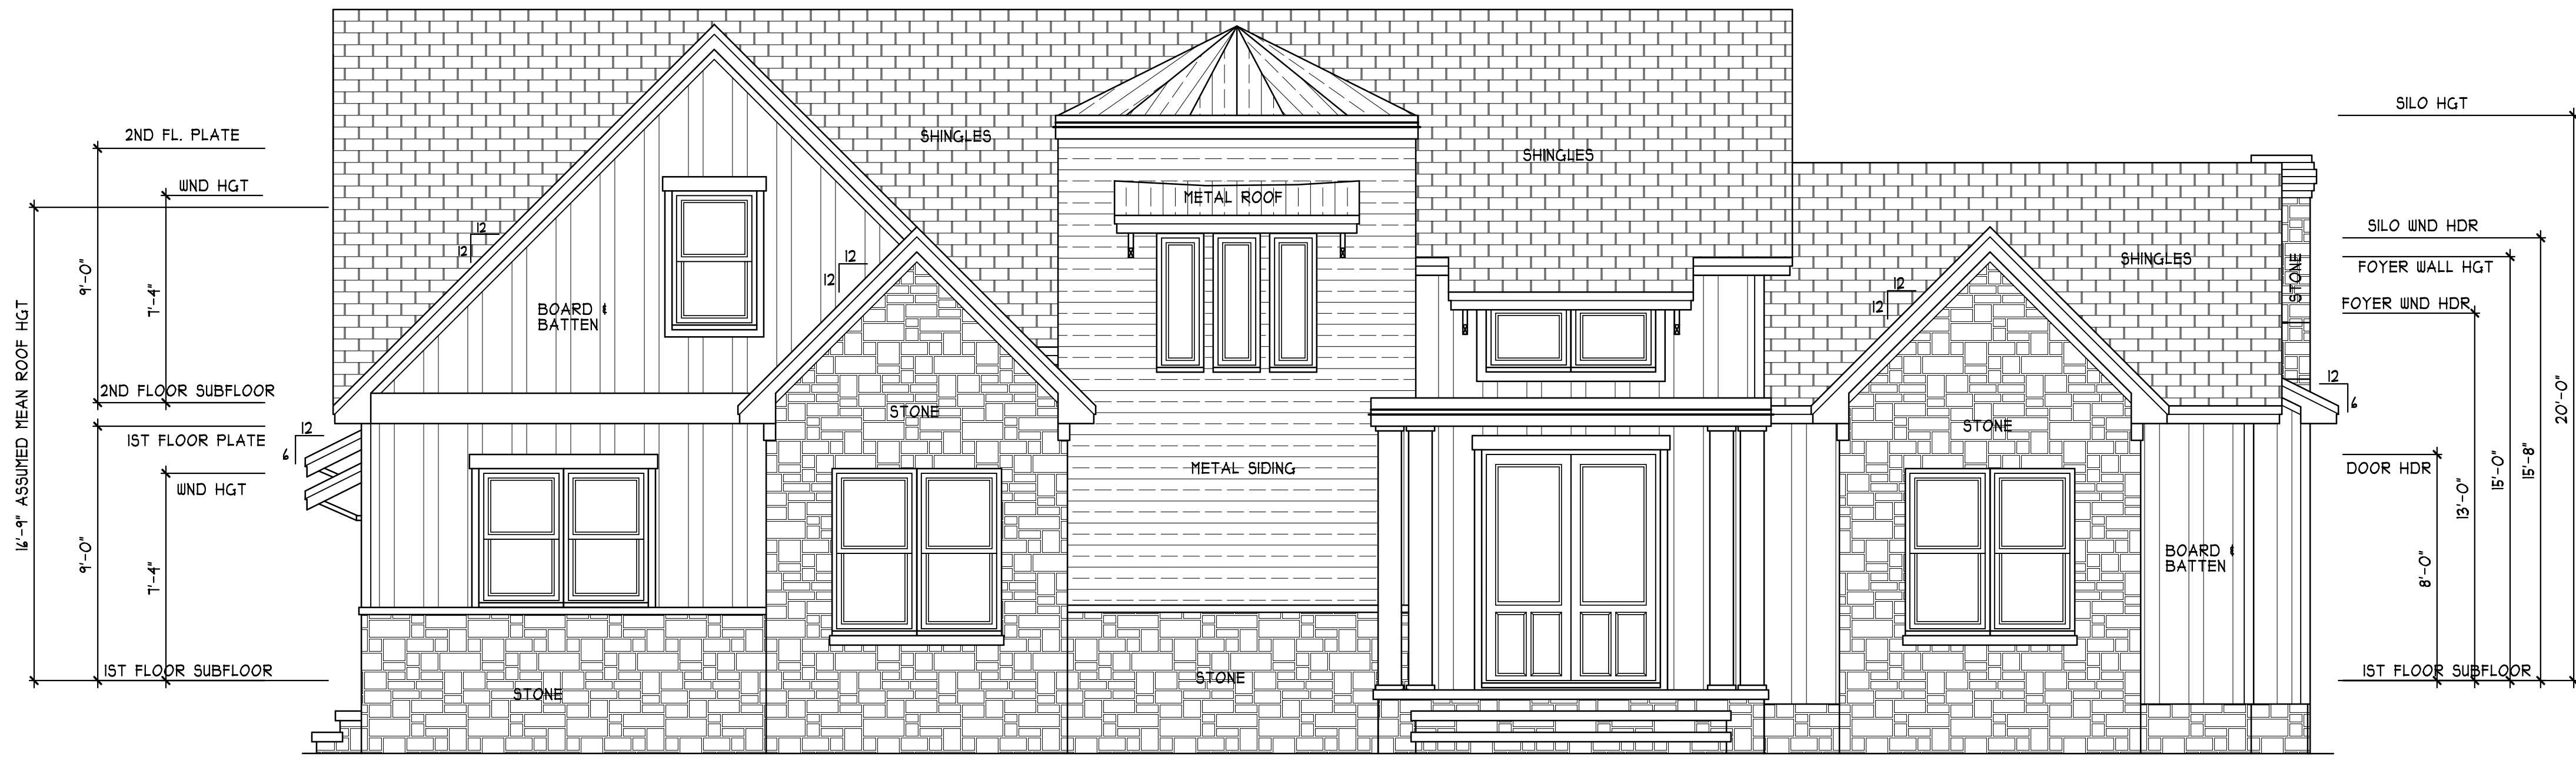 2ND FL. PLATE
WND HGT
9'-0"
7'-4"
16'-9" ASSUMED MEAN ROOF HGT
2ND FLOOR SUBFLOOR
1ST FLOOR PLATE
12
6
WND HGT
9'-0"
7'-4"
1ST FLOOR SUBFLOOR
12
12
BOARD &
BATTEN
12
12
SHINGLES
STONE
STONE
METAL ROOF
METAL SIDING
STONE
SHINGLES
SHINGLES
12
12
STONE
STONE
BOARD &
BATTEN
12
6
SILO HGT
SILO WND HDR
FOYER WALL HGT
FOYER WND HDR
DOOR HDR
8'-0"
13'-0"
15'-0"
15'-8"
20'-0"
1ST FLOOR SUBFLOOR